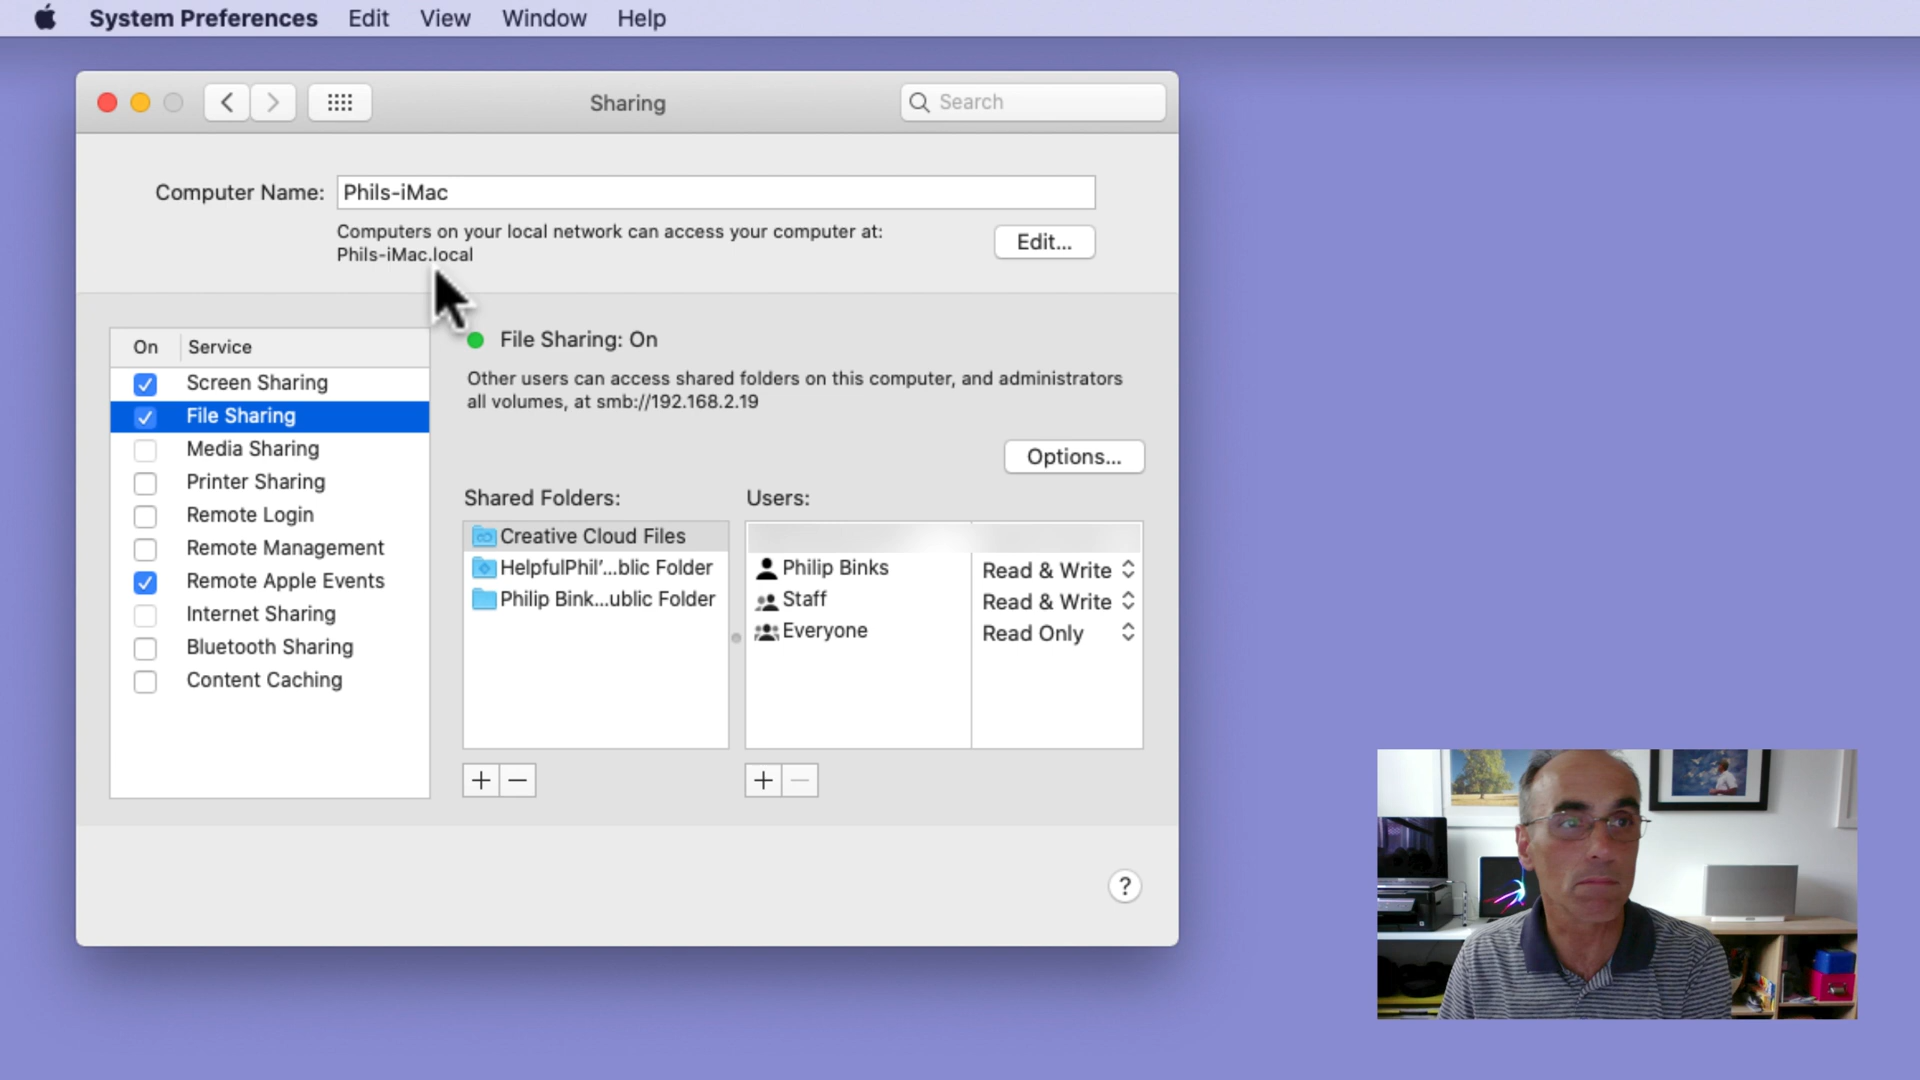 System Preferences Edit View Window Help
Sharing
Search
Computer Name: Phils-iMac
Computers on your local network can access your computer at:
Phils-iMac.local
Edit...
On Service
Screen Sharing
File Sharing
Media Sharing
Printer Sharing
Remote Login
Remote Management
Remote Apple Events
Internet Sharing
Bluetooth Sharing
Content Caching
File Sharing: On
Other users can access shared folders on this computer, and administrators
all volumes, at smb://192.168.2.19
Options...
Shared Folders:
Creative Cloud Files
HelpfulPhil'...blic Folder
Philip Bink...ublic Folder
Users:
Philip Binks Read & Write
Staff Read & Write
Everyone Read Only
+ −
+ −
?